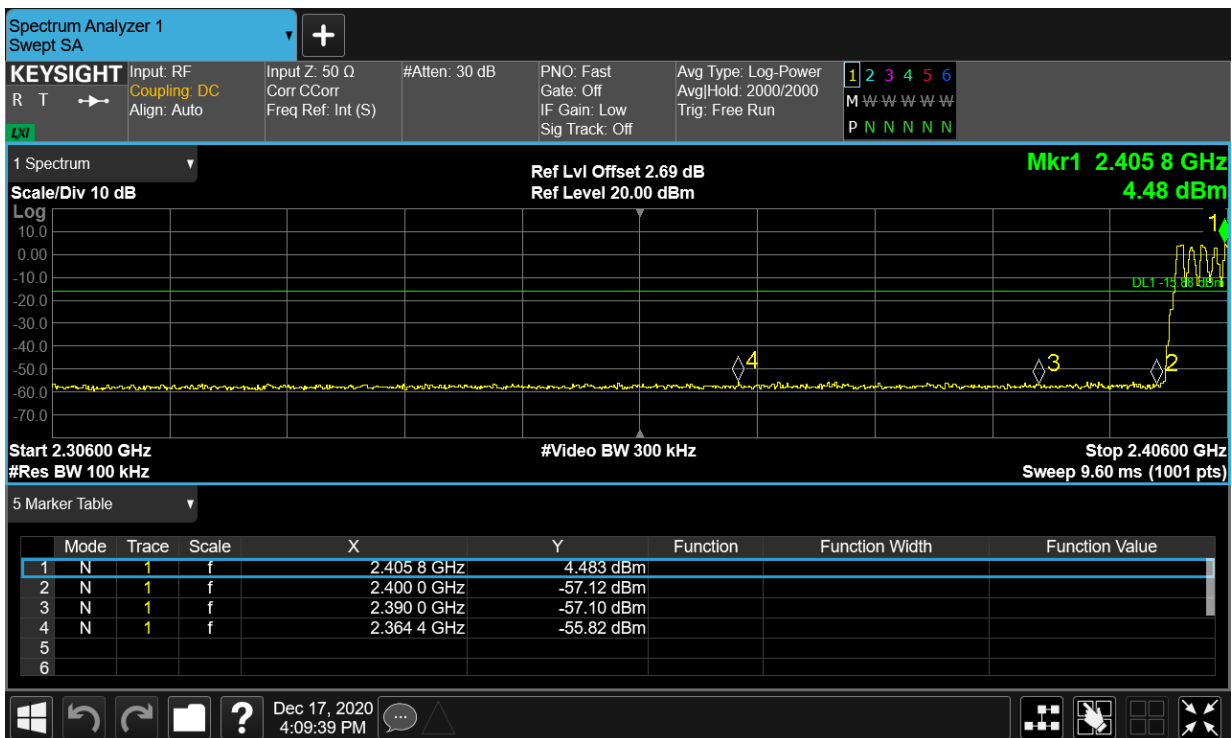 Spectrum Analyzer 1
Swept SA
+
KEYSIGHT Input: RF Input Z: 50 Ω #Atten: 30 dB PNO: Fast Avg Type: Log-Power 1 2 3 4 5 6
R T Coupling: DC Corr CCorr Gate: Off Avg|Hold: 2000/2000 M W W W W W
Align: Auto Freq Ref: Int (S) IF Gain: Low Trig: Free Run
LXI Sig Track: Off P N N N N N
1 Spectrum
Ref Lvl Offset 2.69 dB Mkr1 2.405 8 GHz
Scale/Div 10 dB Ref Level 20.00 dBm 4.48 dBm
Log
1
10.0
0.00
-10.0
DL1 -15.88 dBm
-20.0
-30.0
-40.0
4 3 2
-50.0
-60.0
-70.0
Start 2.30600 GHz #Video BW 300 kHz Stop 2.40600 GHz
#Res BW 100 kHz Sweep 9.60 ms (1001 pts)
5 Marker Table
Mode Trace Scale X Y Function Function Width Function Value
1 N 1 f 2.405 8 GHz 4.483 dBm
2 N 1 f 2.400 0 GHz -57.12 dBm
3 N 1 f 2.390 0 GHz -57.10 dBm
4 N 1 f 2.364 4 GHz -55.82 dBm
5
6
? Dec 17, 2020
4:09:39 PM